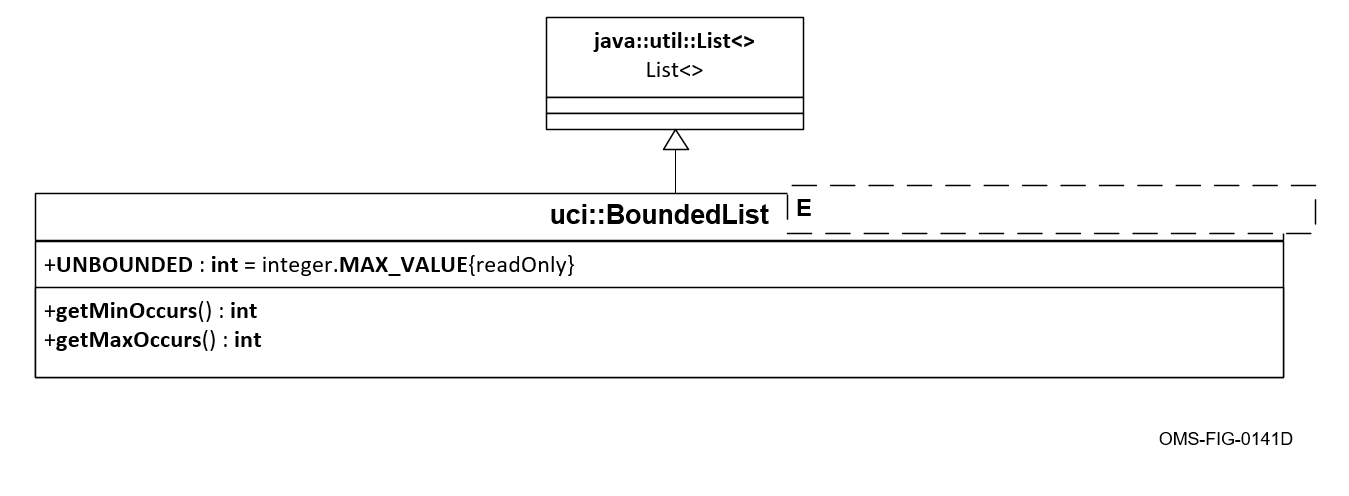 java::util::List<>
List<>
uci::BoundedList
E
+UNBOUNDED : int = integer.MAX_VALUE{readOnly}
+getMinOccurs() : int
+getMaxOccurs() : int
OMS-FIG-0141D